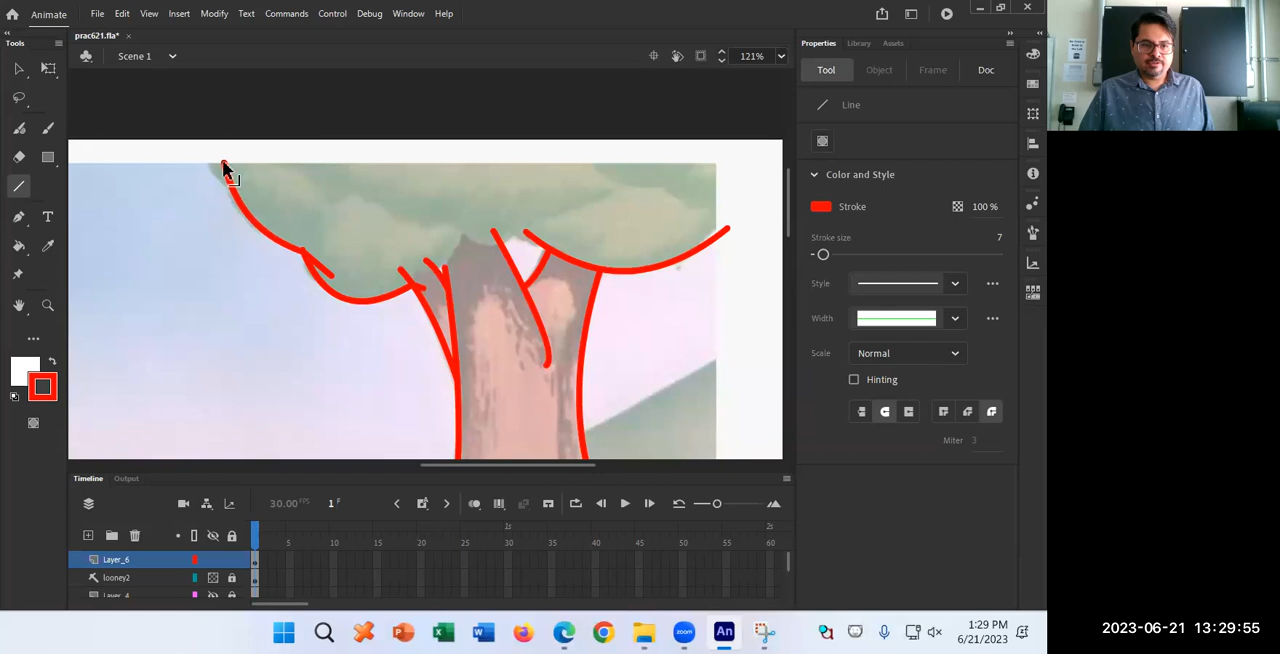 Animate File Edit View Insert Modify Text Commands Control Debug Window Help
prac621.fla*
Tools
Scene 1
121%
Properties Library Assets
Tool Object Frame Doc
Line
Color and Style
Stroke 100 %
Stroke size
7
Style
Width
Scale Normal
Hinting
Miter 3
Timeline Output
30.00 FPS 1 F
1s 2s
5 10 15 20 25 30 35 40 45 50 55 60
Layer_6
looney2
Layer_4
zoom
An
1:29 PM
6/21/2023
2023-06-21 13:29:55